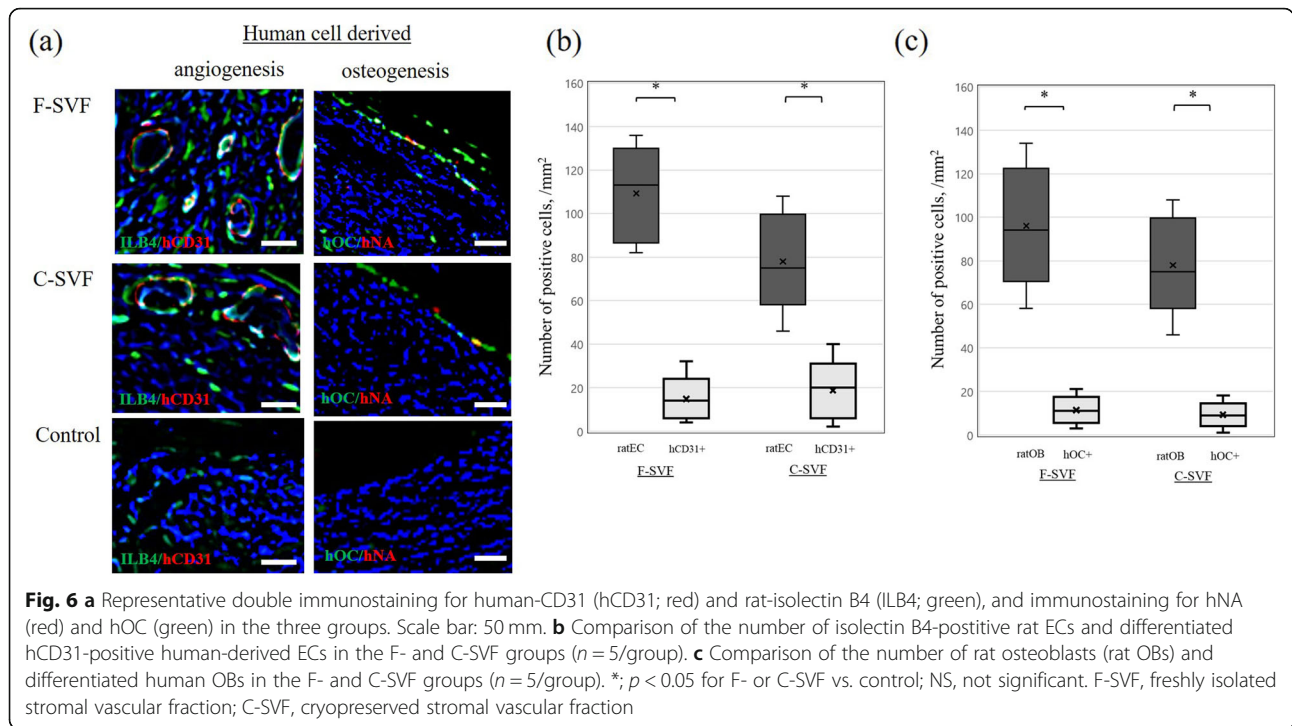 (a)
Human cell derived
angiogenesis osteogenesis
F-SVF
ILB4/hCD31
hOC/hNA
C-SVF
ILB4/hCD31
hOC/hNA
Control
ILB4/hCD31
hOC/hNA
(b)
Number of positive cells, /mm²
160
140
120
100
80
60
40
20
0
*
*
ratEC hCD31+ ratEC hCD31+
F-SVF C-SVF
(c)
Number of positive cells, /mm²
160
140
120
100
80
60
40
20
0
*
*
ratOB hOC+ ratOB hOC+
F-SVF C-SVF
Fig. 6 a Representative double immunostaining for human-CD31 (hCD31; red) and rat-isolectin B4 (ILB4; green), and immunostaining for hNA
(red) and hOC (green) in the three groups. Scale bar: 50 mm. b Comparison of the number of isolectin B4-postitive rat ECs and differentiated
hCD31-positive human-derived ECs in the F- and C-SVF groups (n = 5/group). c Comparison of the number of rat osteoblasts (rat OBs) and
differentiated human OBs in the F- and C-SVF groups (n = 5/group). *; p < 0.05 for F- or C-SVF vs. control; NS, not significant. F-SVF, freshly isolated
stromal vascular fraction; C-SVF, cryopreserved stromal vascular fraction